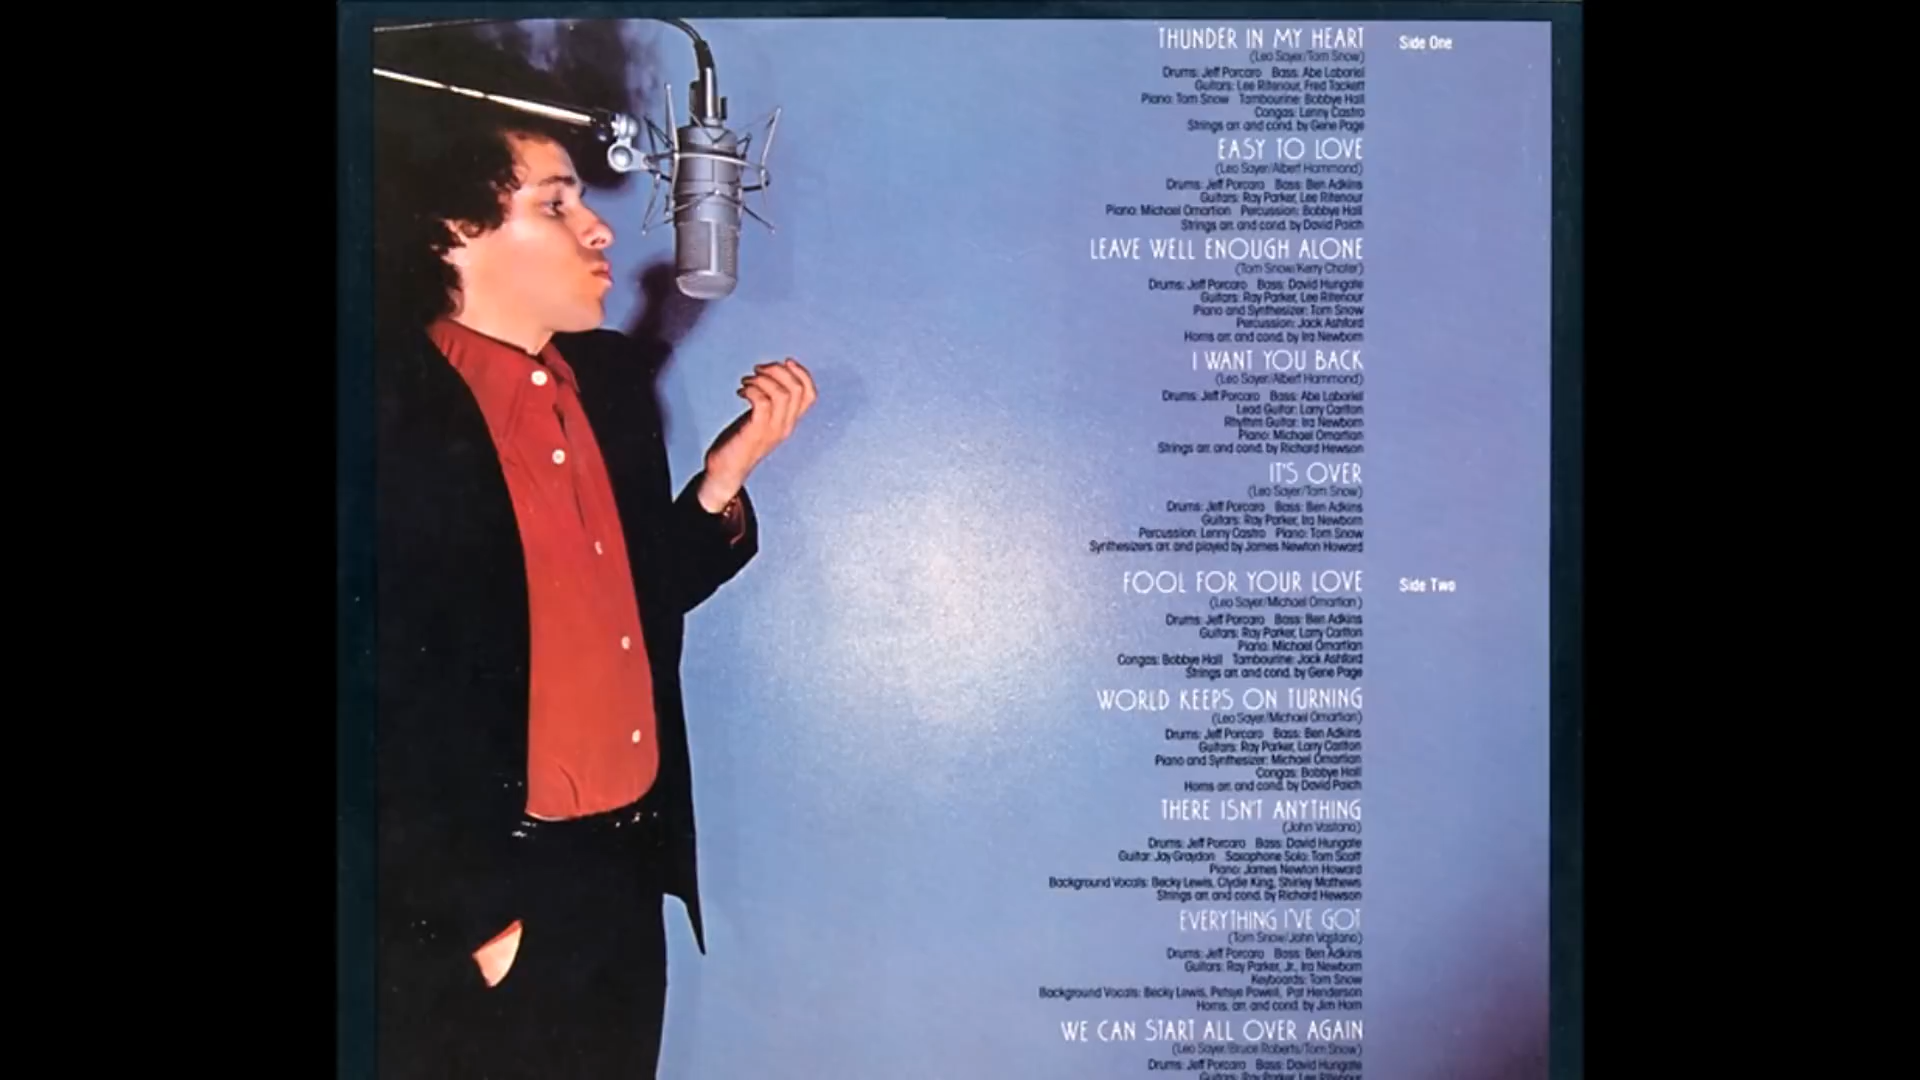 THUNDER IN MY HEART Side One
(Leo Sayer/Tom Snow)
Drums: Jeff Porcaro Bass: Abe Laboriel
Guitars: Lee Ritenour, Fred Tackett
Piano: Tom Snow Tambourine: Bobbye Hall
Congas: Lenny Castro
Strings arr. and cond. by Gene Page
EASY TO LOVE
(Leo Sayer/Albert Hammond)
Drums: Jeff Porcaro Bass: Ben Adkins
Guitars: Ray Parker, Lee Ritenour
Piano: Michael Omartion Percussion: Bobbye Hall
Strings arr. and cond. by David Paich
LEAVE WELL ENOUGH ALONE
(Tom Snow/Kerry Chater)
Drums: Jeff Porcaro Bass: David Hungate
Guitars: Ray Parker, Lee Ritenour
Piano and Synthesizer: Tom Snow
Percussion: Jack Ashford
Horns arr. and cond. by Ira Newborn
I WANT YOU BACK
(Leo Sayer/Albert Hammond)
Drums: Jeff Porcaro Bass: Abe Laboriel
Lead Guitar: Larry Carlton
Rhythm Guitar: Ira Newborn
Piano: Michael Omartian
Strings arr. and cond. by Richard Hewson
IT'S OVER
(Leo Sayer/Tom Snow)
Drums: Jeff Porcaro Bass: Ben Adkins
Guitars: Ray Parker, Ira Newborn
Percussion: Lenny Castro Piano: Tom Snow
Synthesizers arr. and played by James Newton Howard
FOOL FOR YOUR LOVE Side Two
(Leo Sayer/Michael Omartian)
Drums: Jeff Porcaro Bass: Ben Adkins
Guitars: Ray Parker, Larry Carlton
Piano: Michael Omartian
Congas: Bobbye Hall Tambourine: Jack Ashford
Strings arr. and cond. by Gene Page
WORLD KEEPS ON TURNING
(Leo Sayer/Michael Omartian)
Drums: Jeff Porcaro Bass: Ben Adkins
Guitars: Ray Parker, Larry Carlton
Piano and Synthesizer: Michael Omartian
Congas: Bobbye Hall
Horns arr. and cond. by David Paich
THERE ISN'T ANYTHING
(John Vastano)
Drums: Jeff Porcaro Bass: David Hungate
Guitar: Jay Graydon Saxophone Solo: Tom Scott
Piano: James Newton Howard
Background Vocals: Becky Lewis, Clydie King, Shirley Mathews
Strings arr. and cond. by Richard Hewson
EVERYTHING I'VE GOT
(Tom Snow/John Vastano)
Drums: Jeff Porcaro Bass: Ben Adkins
Guitars: Ray Parker, Jr., Ira Newborn
Keyboards: Tom Snow
Background Vocals: Becky Lewis, Petsye Powell, Pat Henderson
Horns. arr. and cond. by Jim Horn
WE CAN START ALL OVER AGAIN
(Leo Sayer/Bruce Roberts/Tom Snow)
Drums: Jeff Porcaro Bass: David Hungate
Guitars: Ray Parker, Lee Ritenour